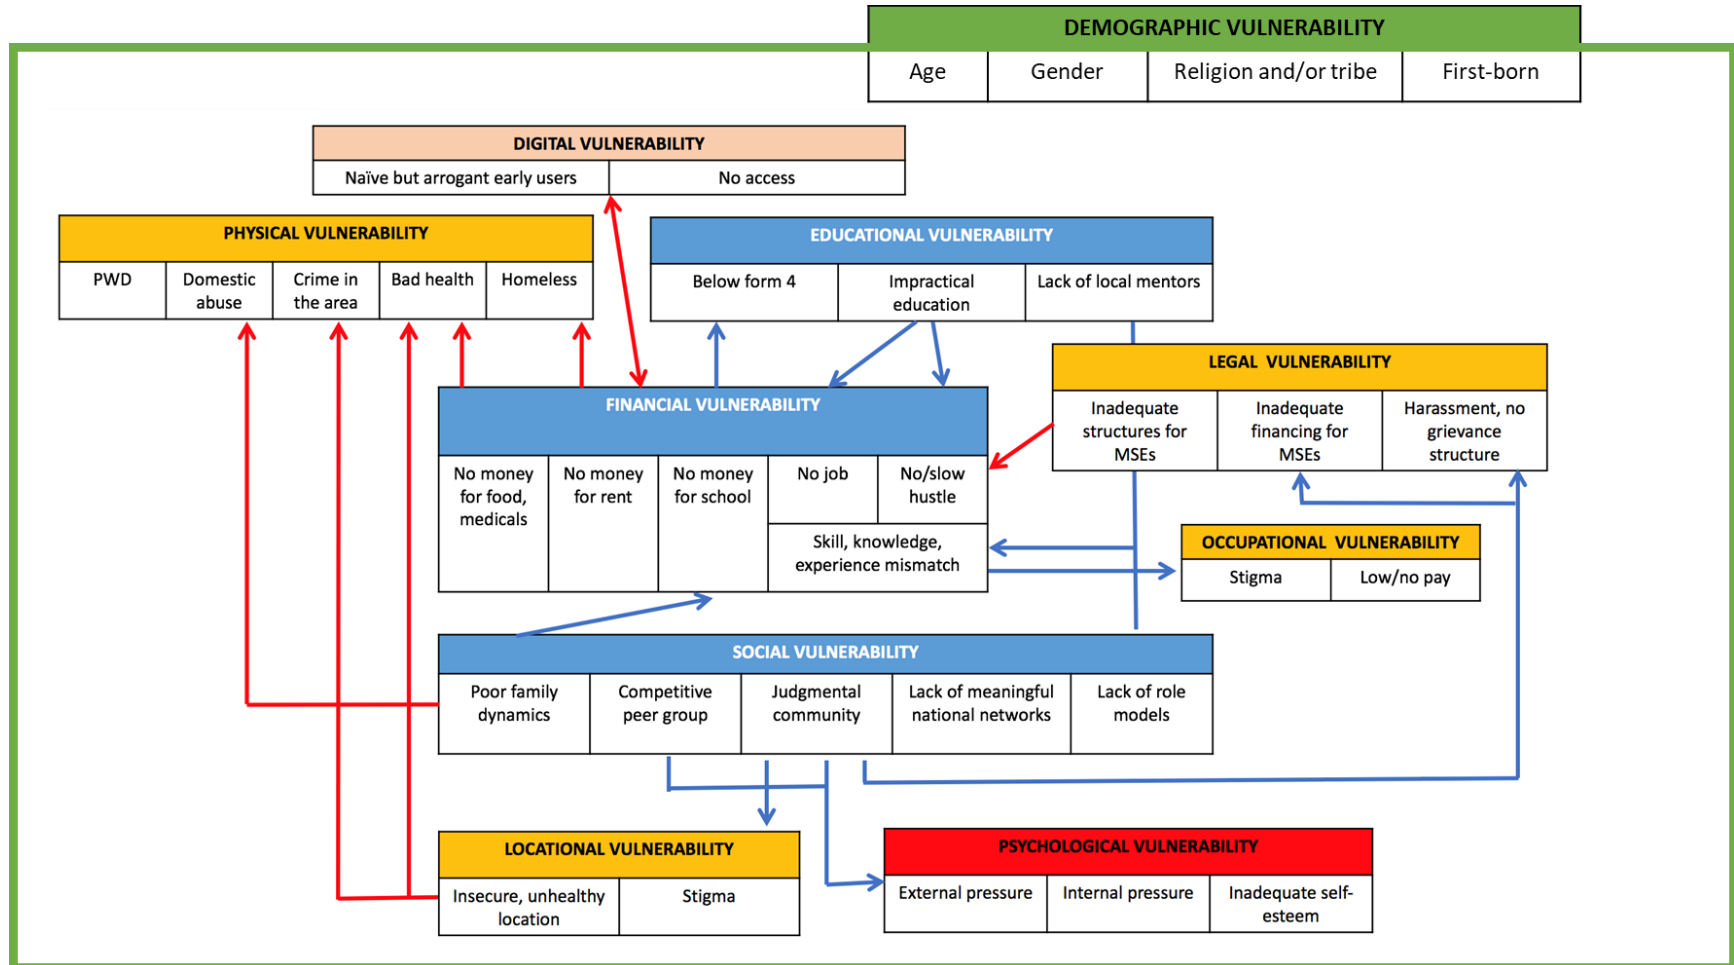 DEMOGRAPHIC VULNERABILITY
Age
Gender
Religion and/or tribe
First-born
DIGITAL VULNERABILITY
Naïve but arrogant early users
No access
PHYSICAL VULNERABILITY
PWD
Domestic
abuse
Crime in
the area
Bad health
Homeless
EDUCATIONAL VULNERABILITY
Below form 4
Impractical
education
Lack of local mentors
LEGAL VULNERABILITY
Inadequate
structures for
MSEs
Inadequate
financing for
MSEs
Harassment, no
grievance
structure
FINANCIAL VULNERABILITY
No money
for food,
medicals
No money
for rent
No money
for school
No job
No/slow
hustle
Skill, knowledge,
experience mismatch
OCCUPATIONAL VULNERABILITY
Stigma
Low/no pay
SOCIAL VULNERABILITY
Poor family
dynamics
Competitive
peer group
Judgmental
community
Lack of meaningful
national networks
Lack of role
models
LOCATIONAL VULNERABILITY
Insecure, unhealthy
location
Stigma
PSYCHOLOGICAL VULNERABILITY
External pressure
Internal pressure
Inadequate self-
esteem